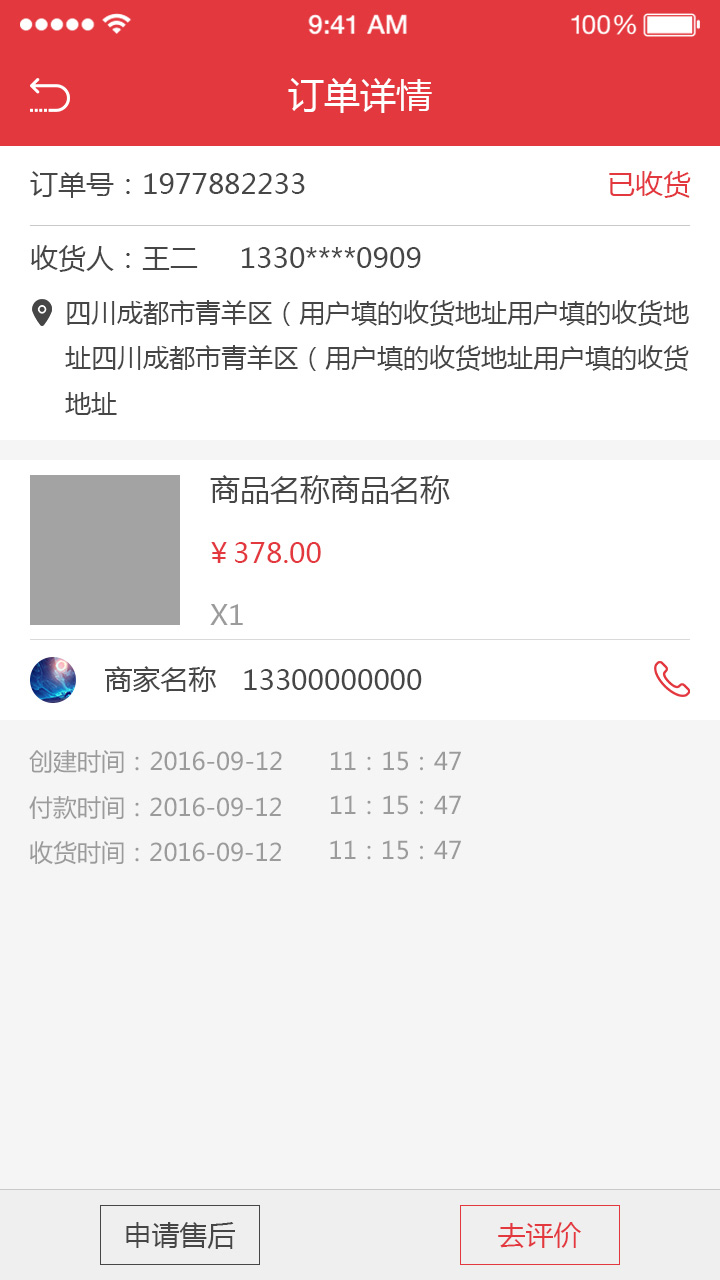 9:41 AM 100%
订单详情
订单号：1977882233 已收货
收货人：王二 1330****0909
四川成都市青羊区（用户填的收货地址用户填的收货地
址四川成都市青羊区（用户填的收货地址用户填的收货
地址
商品名称商品名称
¥378.00
X1
商家名称 13300000000
创建时间：2016-09-12 11：15：47
付款时间：2016-09-12 11：15：47
收货时间：2016-09-12 11：15：47
申请售后 去评价